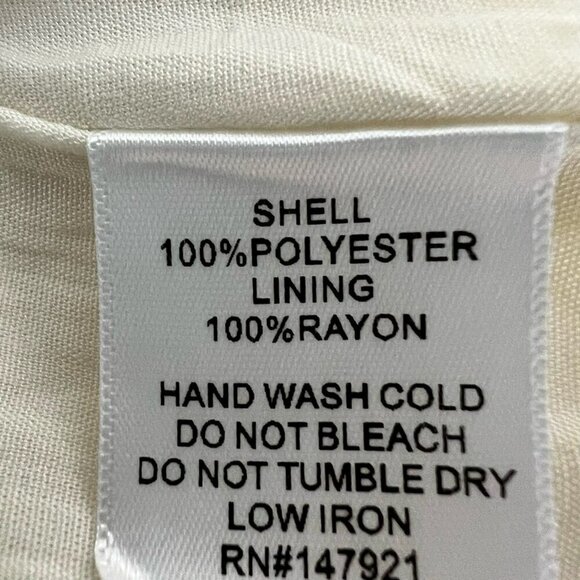 SHELL
100%POLYESTER
LINING
100%RAYON
HAND WASH COLD
DO NOT BLEACH
DO NOT TUMBLE DRY
LOW IRON
RN#147921